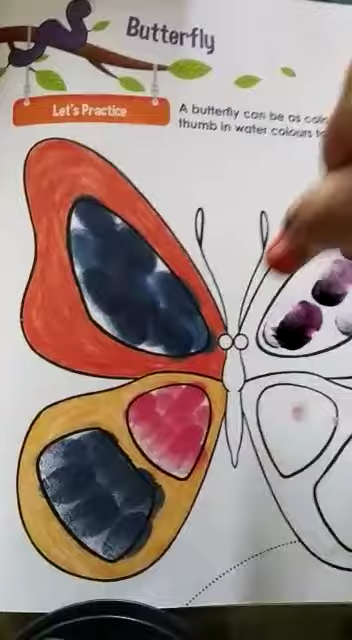 Butterfly
Let's Practice
A butterfly can be as
thumb in water colours